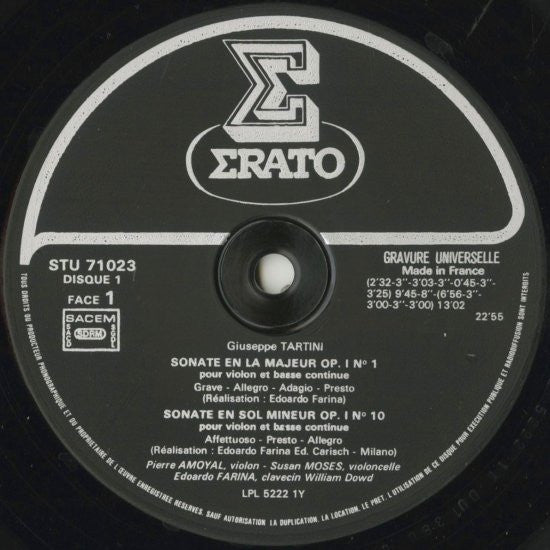 Σ
ΣRATO
STU 71023
DISQUE 1
FACE 1
SACEM
SACD
SDRM
SGDL
GRAVURE UNIVERSELLE
Made in France
(2'32-3''-3'03-3''-0'45-3''-
3'25) 9'45-8''-(6'56-3''-
3'00-3''-3'00) 13'02
22'55
Giuseppe TARTINI
SONATE EN LA MAJEUR OP. I Nº 1
pour violon et basse continue
Grave - Allegro - Adagio - Presto
(Réalisation : Edoardo Farina)
SONATE EN SOL MINEUR OP. I Nº 10
pour violon et basse continue
Affettuoso - Presto - Allegro
(Réalisation : Edoardo Farina Ed. Carisch - Milano)
Pierre AMOYAL, violon - Susan MOSES, violoncelle
Edoardo FARINA, clavecin William Dowd
LPL 5222 1Y
TOUS DROITS DU PRODUCTEUR PHONOGRAPHIQUE ET DU PROPRIETAIRE DE L'ŒUVRE ENREGISTREE RESERVES. SAUF AUTORISATION, LA DUPLICATION, LA LOCATION, LE PRET, L'UTILISATION DE CE DISQUE POUR EXECUTION PUBLIQUE ET RADIODIFFUSION SONT INTERDITS